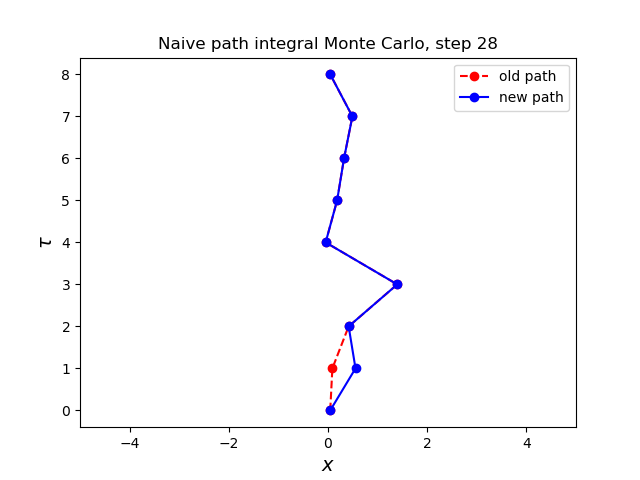 Naive path integral Monte Carlo, step 28
old path
new path
8
7
6
5
4
3
2
1
0
τ
−4 −2 0 2 4
x